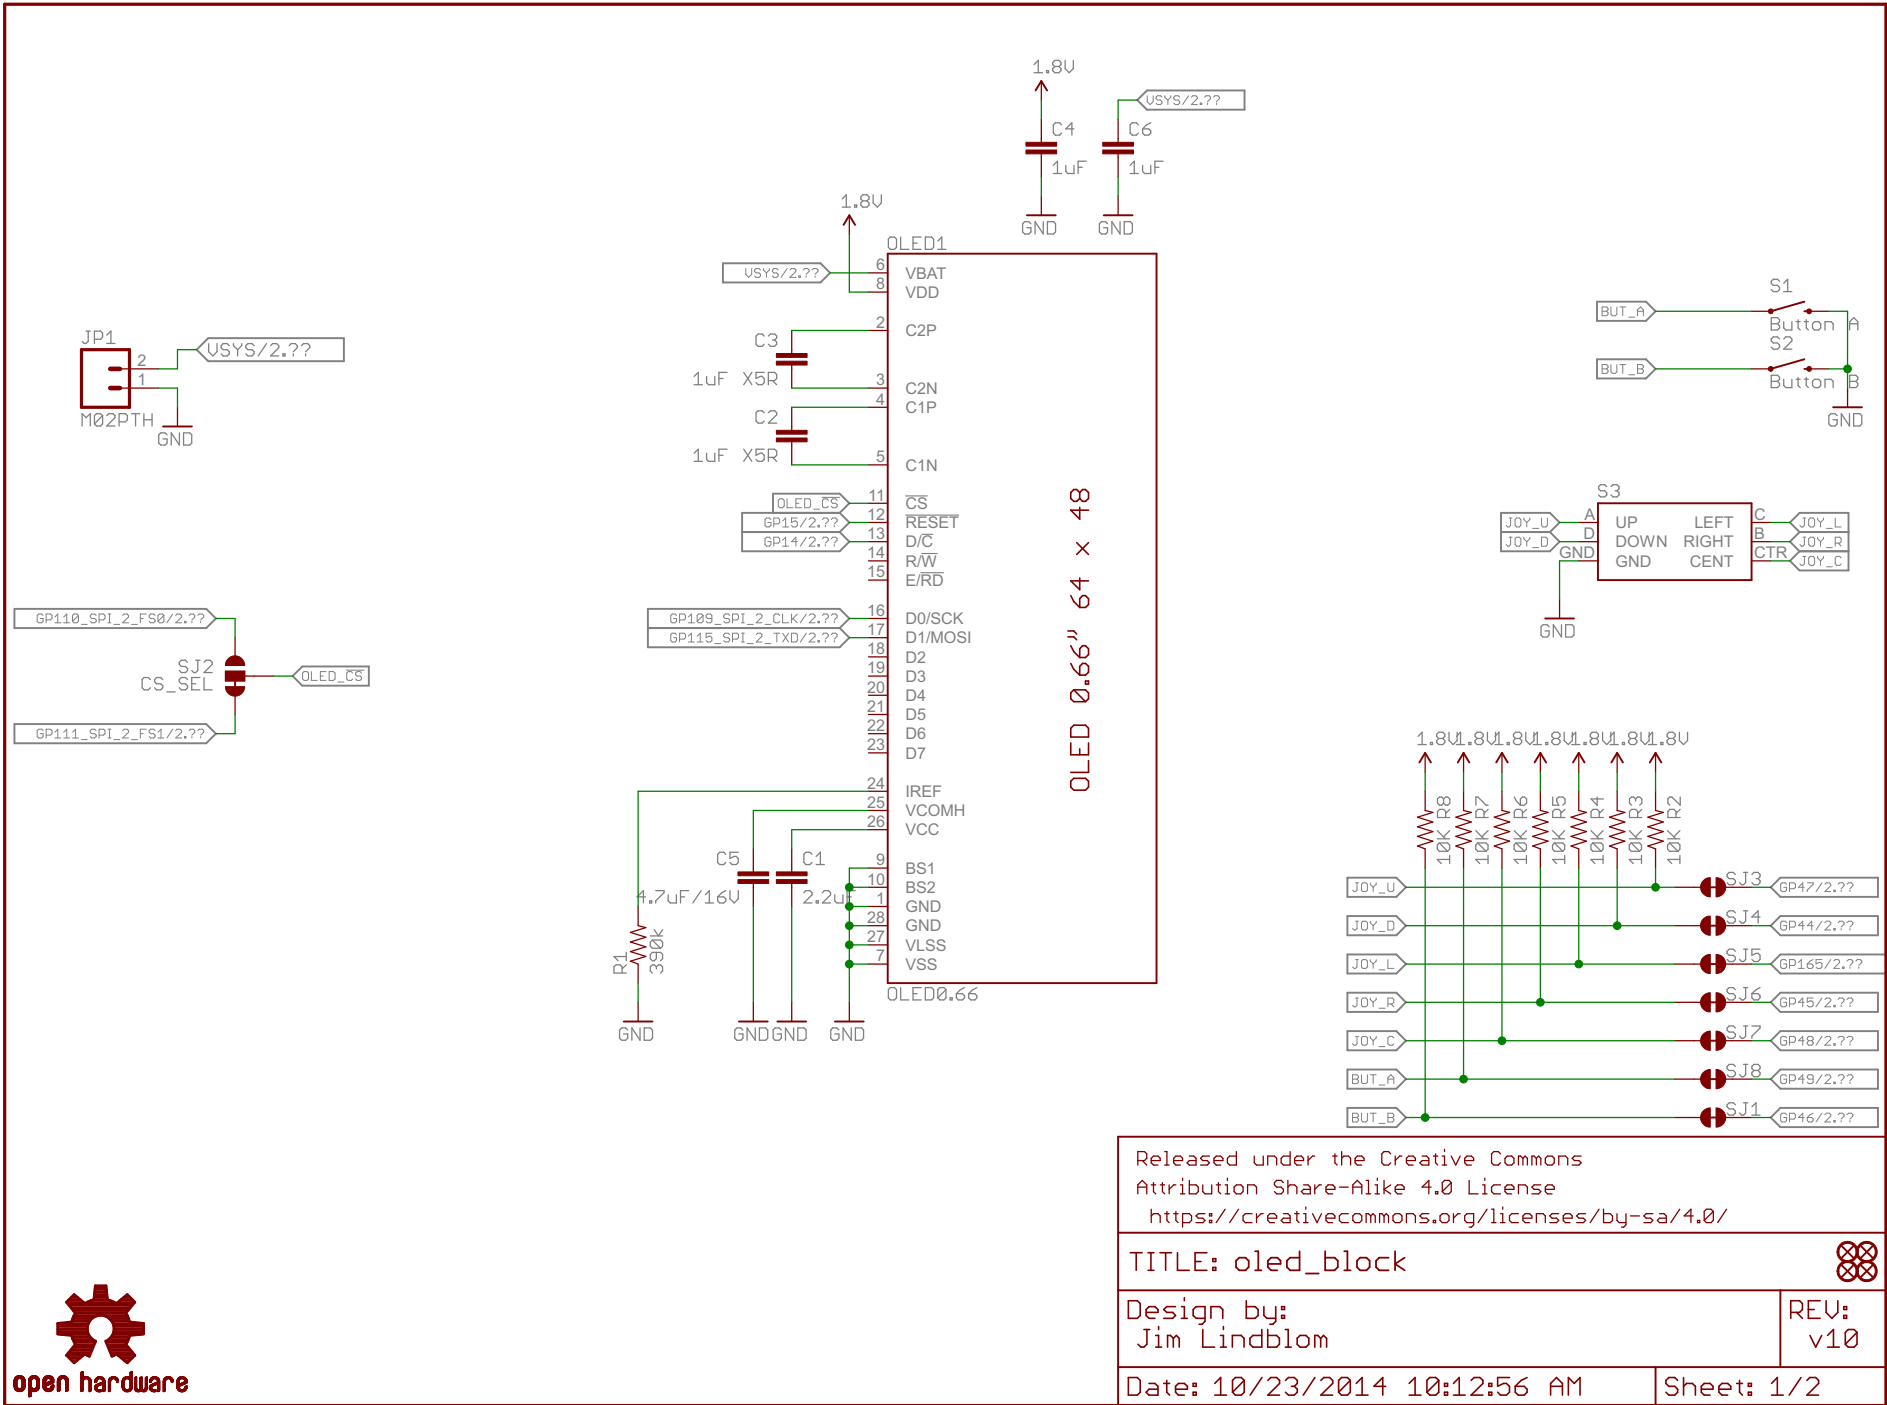 1.8V
VSYS/2.??
C4
1uF
GND
C6
1uF
GND
1.8V
OLED1
VSYS/2.??
6 VBAT
8 VDD
2 C2P
C3
1uF X5R
3 C2N
4 C1P
C2
1uF X5R
5 C1N
OLED_CS 11 CS
GP15/2.?? 12 RESET
GP14/2.?? 13 D/C
14 R/W
15 E/RD
GP109_SPI_2_CLK/2.?? 16 D0/SCK
GP115_SPI_2_TXD/2.?? 17 D1/MOSI
18 D2
19 D3
20 D4
21 D5
22 D6
23 D7
24 IREF
25 VCOMH
26 VCC
9 BS1
10 BS2
1 GND
28 GND
27 VLSS
7 VSS
OLED 0.66” 64 x 48
OLED0.66
C5
4.7uF/16V
C1
2.2uF
R1
390k
GND
GND
GND
GND
JP1
2
1
VSYS/2.??
M02PTH
GND
GP110_SPI_2_FS0/2.??
SJ2
CS_SEL
OLED_CS
GP111_SPI_2_FS1/2.??
S1
BUT_A
Button A
S2
BUT_B
Button B
GND
S3
JOY_U A UP LEFT C JOY_L
JOY_D D DOWN RIGHT B JOY_R
GND GND CENT CTR JOY_C
GND
1.8V 1.8V 1.8V 1.8V 1.8V 1.8V 1.8V
10K R8
10K R7
10K R6
10K R5
10K R4
10K R3
10K R2
JOY_U SJ3 GP47/2.??
JOY_D SJ4 GP44/2.??
JOY_L SJ5 GP165/2.??
JOY_R SJ6 GP45/2.??
JOY_C SJ7 GP48/2.??
BUT_A SJ8 GP49/2.??
BUT_B SJ1 GP46/2.??
Released under the Creative Commons
Attribution Share-Alike 4.0 License
https://creativecommons.org/licenses/by-sa/4.0/
TITLE: oled_block
Design by:
Jim Lindblom
REV:
v10
Date: 10/23/2014 10:12:56 AM
Sheet: 1/2
open hardware